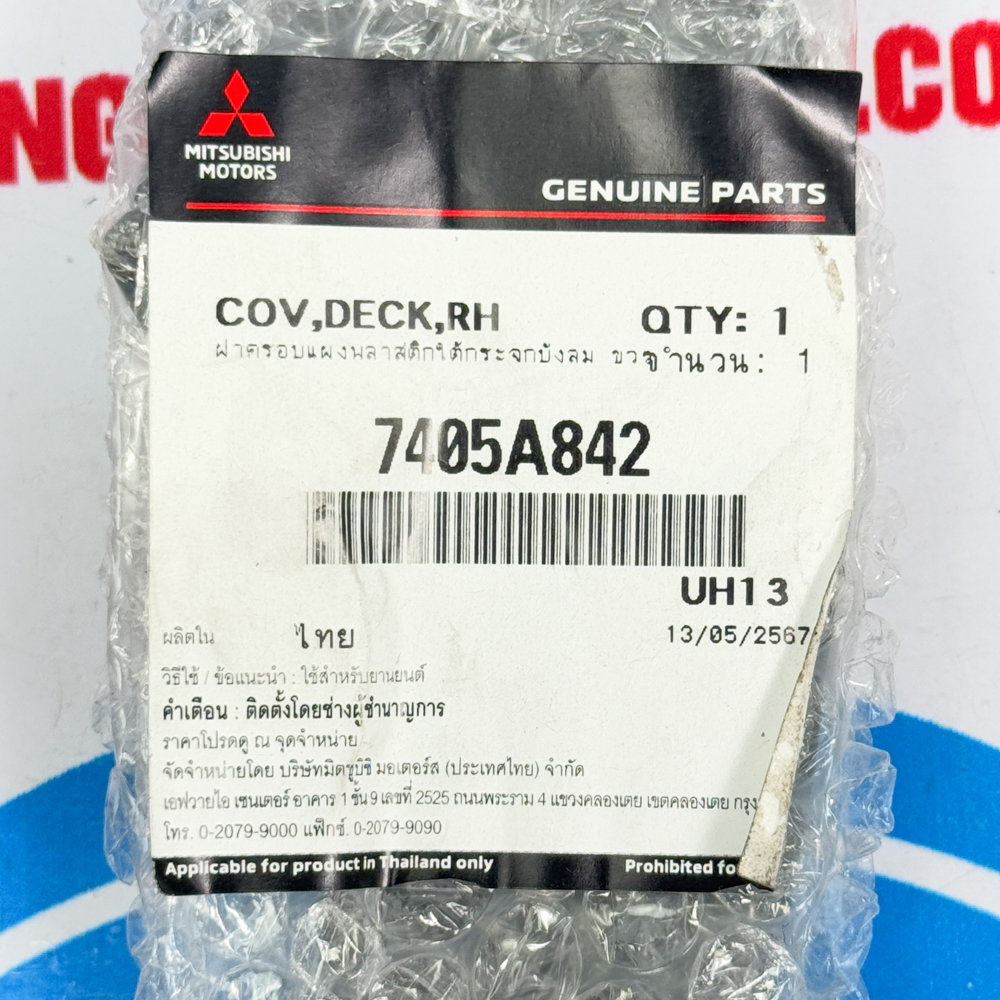 NG
.CO
MITSUBISHI
MOTORS
GENUINE PARTS
COV,DECK,RH QTY: 1
ฝาครอบแผงพลาสติกใต้กระจกบังลม จำนวน: 1
7405A842
UH13
ผลิตใน ไทย 13/05/2567
วิธีใช้ / ข้อแนะนำ : ใช้สำหรับยานยนต์
คำเตือน : ติดตั้งโดยช่างผู้ชำนาญการ
ราคาโปรดดู ณ จุดจำหน่าย
จัดจำหน่ายโดย บริษัทมิตซูบิชิ มอเตอร์ส (ประเทศไทย) จำกัด
เอฟวายไอ เซนเตอร์ อาคาร 1 ชั้น 9 เลขที่ 2525 ถนนพระราม 4 แขวงคลองเตย เขตคลองเตย กรุง
โทร. 0-2079-9000 แฟ็กซ์. 0-2079-9090
Applicable for product in Thailand only Prohibited fo